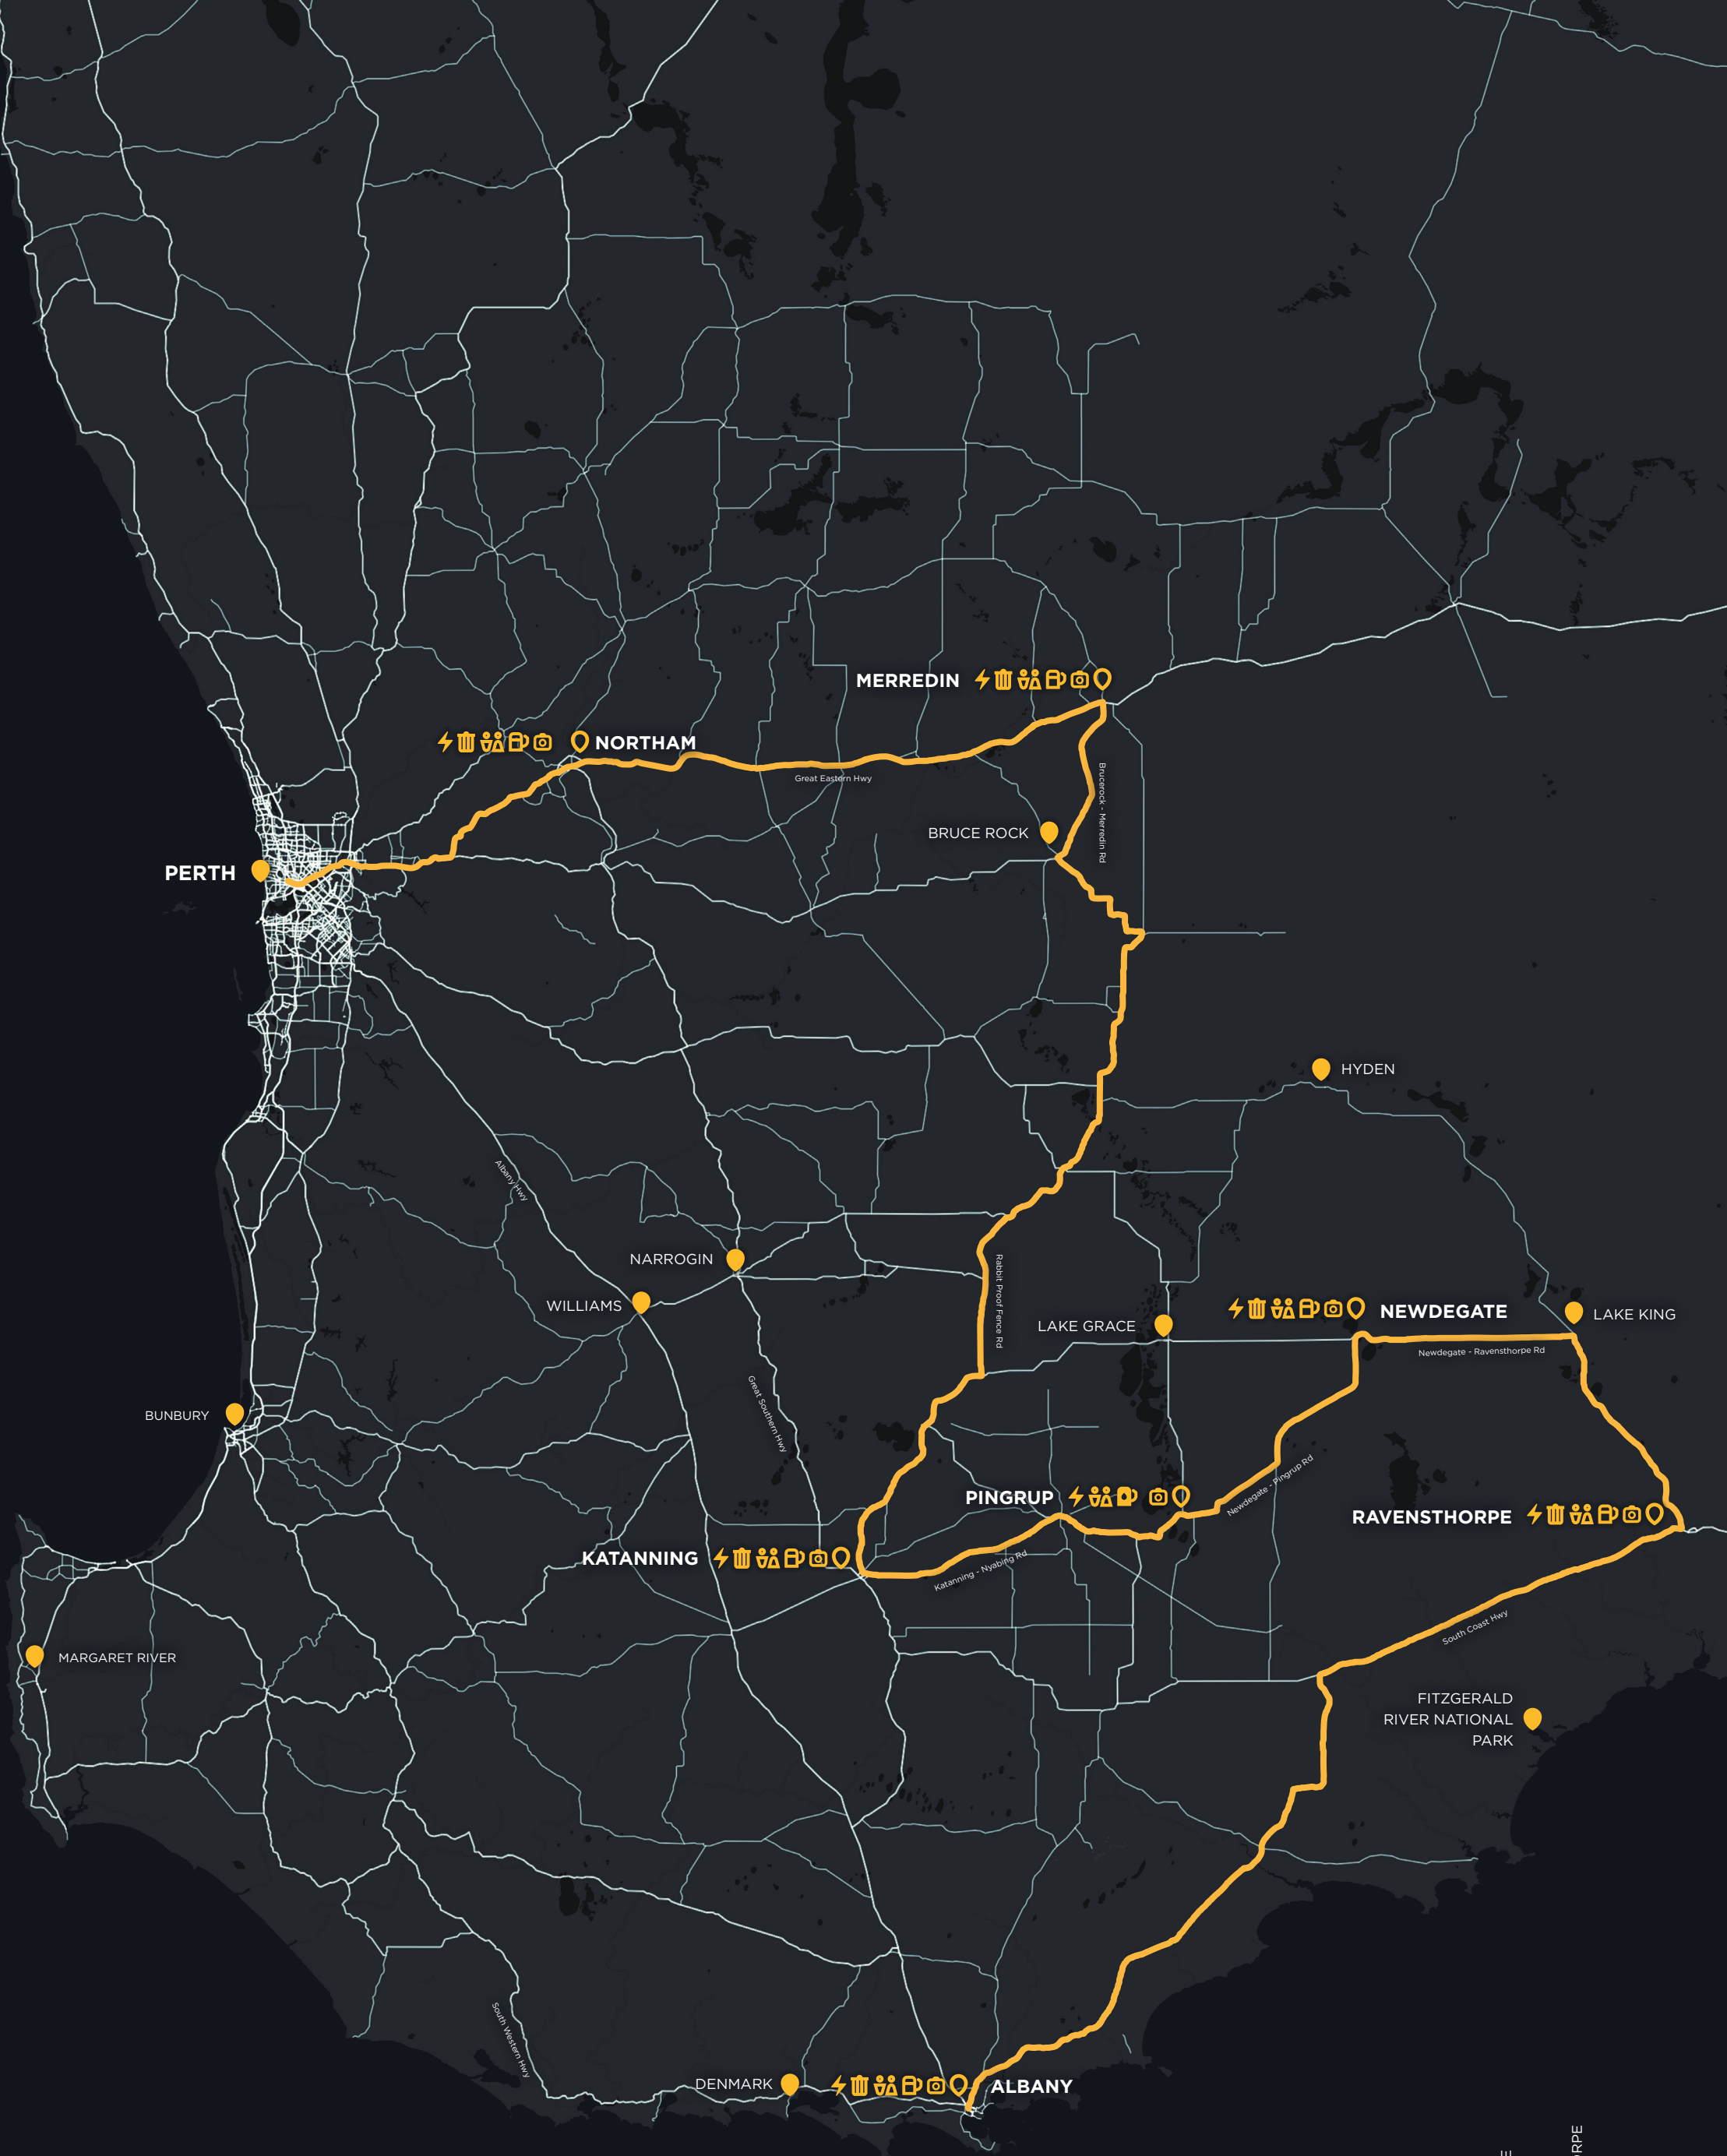 MERREDIN
NORTHAM
Great Eastern Hwy
Brucerock - Merredin Rd
BRUCE ROCK
PERTH
HYDEN
Albany Hwy
NARROGIN
Rabbit Proof Fence Rd
WILLIAMS
NEWDEGATE
LAKE KING
LAKE GRACE
Newdegate - Ravensthorpe Rd
Great Southern Hwy
BUNBURY
Newdegate - Pingrup Rd
PINGRUP
RAVENSTHORPE
KATANNING
Katanning - Nyabing Rd
South Coast Hwy
MARGARET RIVER
FITZGERALD
RIVER NATIONAL
PARK
South Western Hwy
DENMARK
ALBANY
RPE